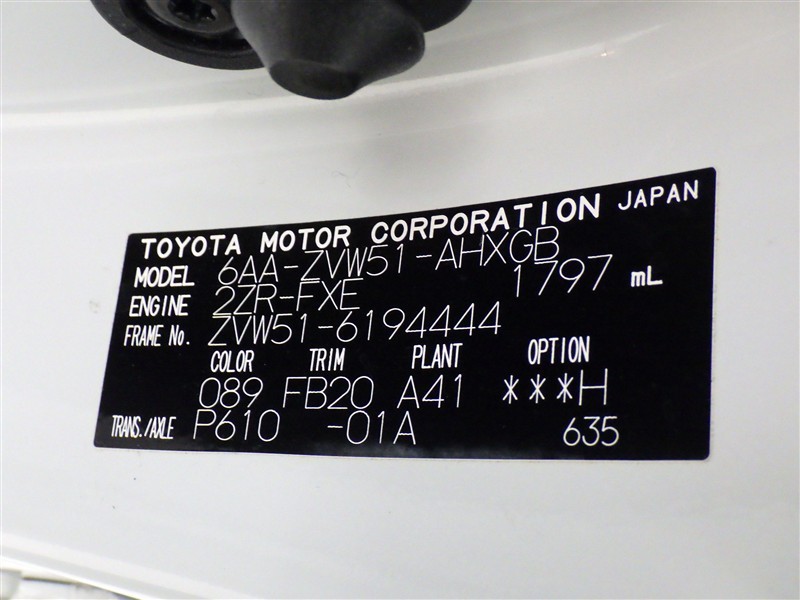 TOYOTA MOTOR CORPORATION JAPAN
MODEL 6AA-ZVW51-AHXGB
ENGINE 2ZR-FXE 1797 mL
FRAME No. ZVW51-6194444
COLOR TRIM PLANT OPTION
089 FB20 A41 ***H
TRANS./AXLE P610 -01A 635